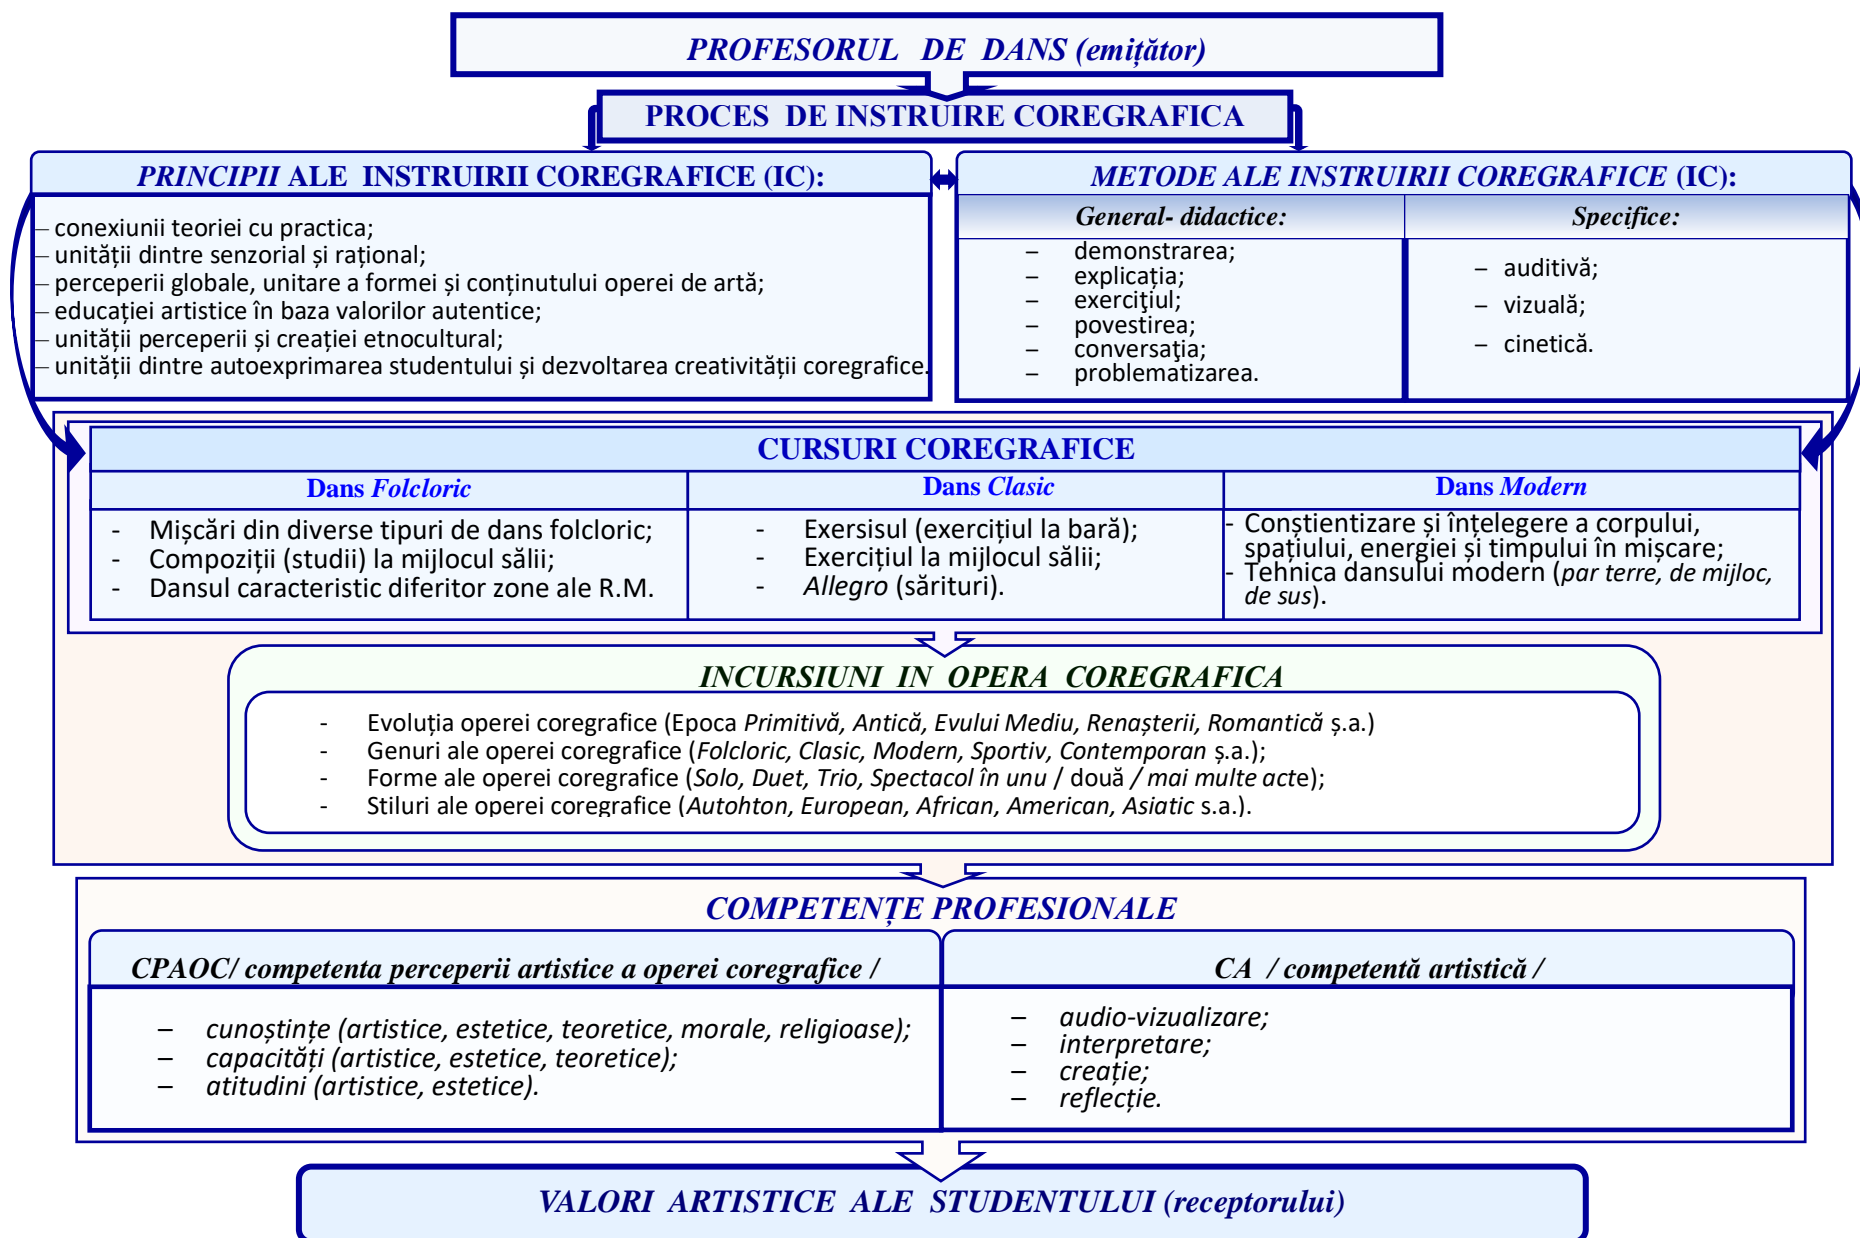 PROFESORUL DE DANS (emițător)
PROCES DE INSTRUIRE COREGRAFICA
PRINCIPII ALE INSTRUIRII COREGRAFICE (IC):
– conexiunii teoriei cu practica;
– unității dintre senzorial și rațional;
– perceperii globale, unitare a formei și conținutului operei de artă;
– educației artistice în baza valorilor autentice;
– unității perceperii și creației etnocultural;
– unității dintre autoexprimarea studentului și dezvoltarea creativității coregrafice.
METODE ALE INSTRUIRII COREGRAFICE (IC):
General- didactice:
– demonstrarea;
– explicația;
– exerciţiul;
– povestirea;
– conversaţia;
– problematizarea.
Specifice:
– auditivă;
– vizuală;
– cinetică.
CURSURI COREGRAFICE
Dans Folcloric
- Mișcări din diverse tipuri de dans folcloric;
- Compoziții (studii) la mijlocul sălii;
- Dansul caracteristic diferitor zone ale R.M.
Dans Clasic
- Exersisul (exercițiul la bară);
- Exercițiul la mijlocul sălii;
- Allegro (sărituri).
Dans Modern
- Conștientizare și înțelegere a corpului,
spațiului, energiei și timpului în mișcare;
- Tehnica dansului modern (par terre, de mijloc,
de sus).
INCURSIUNI IN OPERA COREGRAFICA
- Evoluția operei coregrafice (Epoca Primitivă, Antică, Evului Mediu, Renașterii, Romantică ș.a.)
- Genuri ale operei coregrafice (Folcloric, Clasic, Modern, Sportiv, Contemporan ș.a.);
- Forme ale operei coregrafice (Solo, Duet, Trio, Spectacol în unu / două / mai multe acte);
- Stiluri ale operei coregrafice (Autohton, European, African, American, Asiatic s.a.).
COMPETENȚE PROFESIONALE
CPAOC/ competenta perceperii artistice a operei coregrafice /
– cunoștințe (artistice, estetice, teoretice, morale, religioase);
– capacități (artistice, estetice, teoretice);
– atitudini (artistice, estetice).
CA / competentă artistică /
– audio-vizualizare;
– interpretare;
– creație;
– reflecție.
VALORI ARTISTICE ALE STUDENTULUI (receptorului)